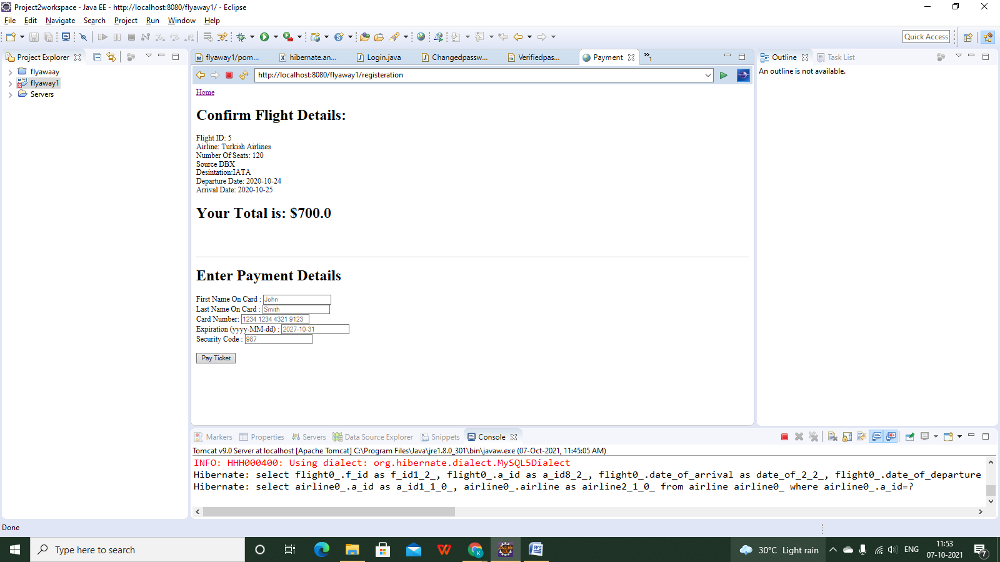 Project2workspace - Java EE - http://localhost:8080/flyaway1/ - Eclipse
File Edit Navigate Search Project Run Window Help
Quick Access
Project Explorer
flyaway1/pom... hibernate.an... Login.java Changedpassw... Verifiedpas... Payment »1
Outline Task List
flyawaay
flyaway1
Servers
http://localhost:8080/flyaway1/registeration
An outline is not available.
Home
Confirm Flight Details:
Flight ID: 5
Airline: Turkish Airlines
Number Of Seats: 120
Source DBX
Desintation:IATA
Departure Date: 2020-10-24
Arrival Date: 2020-10-25
Your Total is: $700.0
Enter Payment Details
First Name On Card : John
Last Name On Card : Smith
Card Number: 1234 1234 4321 9123
Expiration (yyyy-MM-dd) : 2027-10-31
Security Code : 987
Pay Ticket
Markers Properties Servers Data Source Explorer Snippets Console
Tomcat v9.0 Server at localhost [Apache Tomcat] C:\Program Files\Java\jre1.8.0_301\bin\javaw.exe (07-Oct-2021, 11:45:05 AM)
INFO: HHH000400: Using dialect: org.hibernate.dialect.MySQL5Dialect
Hibernate: select flight0_.f_id as f_id1_2_, flight0_.a_id as a_id8_2_, flight0_.date_of_arrival as date_of_2_2_, flight0_.date_of_departure
Hibernate: select airline0_.a_id as a_id1_1_0_, airline0_.airline as airline2_1_0_ from airline airline0_ where airline0_.a_id=?
Done
Type here to search
30°C Light rain
ENG
11:53
07-10-2021
7